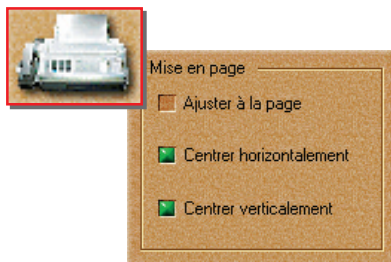 Mise en page
Ajuster à la page
Centrer horizontalement
Centrer verticalement